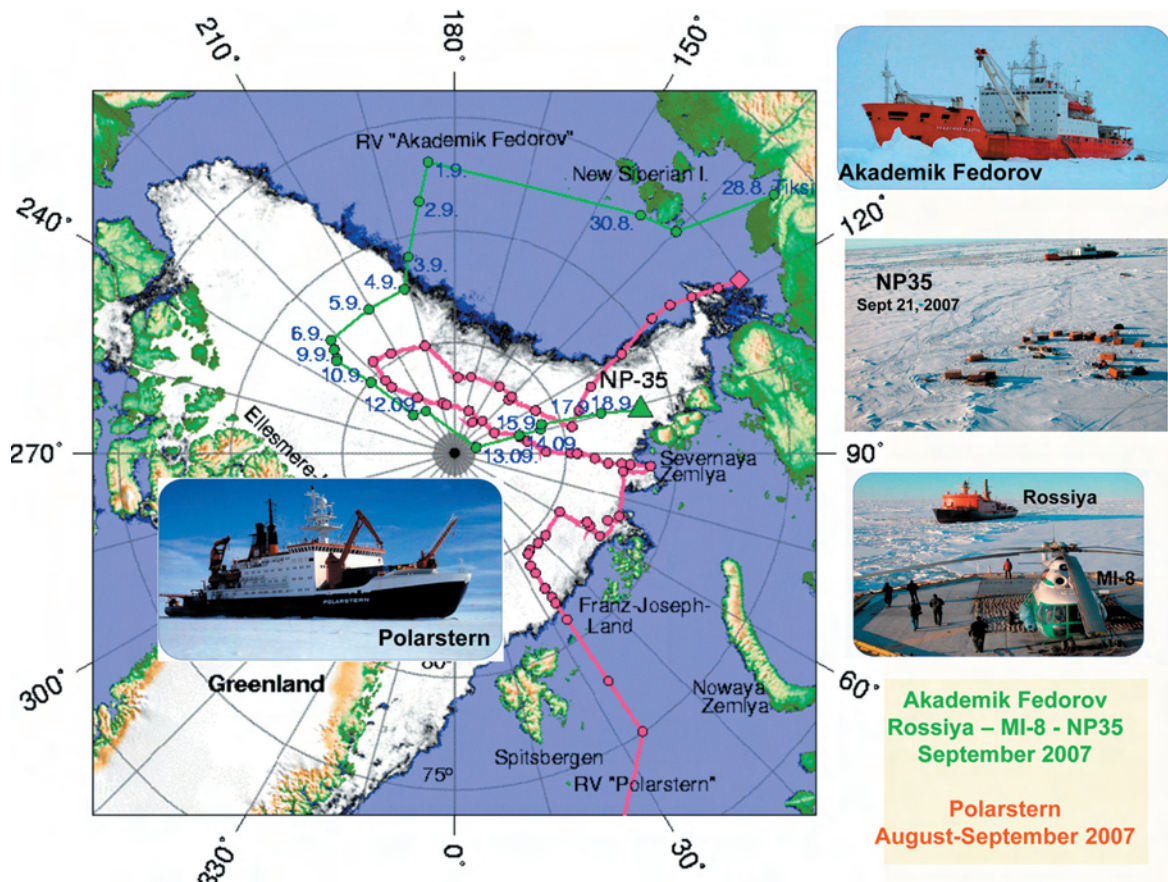 180°
210°
150°
240°
120°
270°
90°
300°
60°
330°
0°
30°
RV "Akademik Fedorov"
New Siberian I.
28.8. Tiksi
1.9.
2.9.
30.8.
3.9.
4.9.
5.9.
6.9.
9.9.
10.9.
12.09.
NP-35
17.9.
18.9.
15.9.
14.09.
13.09.
Severnaya
Zemlya
Franz-Joseph-
Land
Nowaya
Zemlya
Greenland
80°
75°
Spitsbergen
RV "Polarstern"
POLARSTERN
Polarstern
Akademik Fedorov
NP35
Sept 21, 2007
Rossiya
MI-8
Akademik Fedorov
Rossiya – MI-8 - NP35
September 2007
Polarstern
August-September 2007